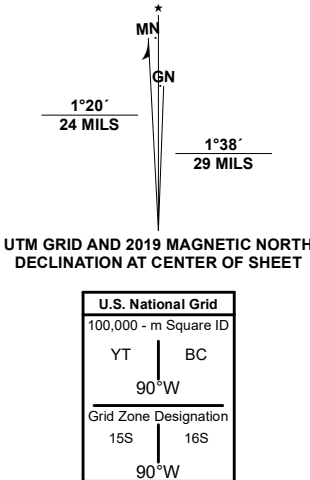 ★
MN
GN
1°20´
24 MILS
1°38´
29 MILS
UTM GRID AND 2019 MAGNETIC NORTH
DECLINATION AT CENTER OF SHEET
U.S. National Grid
100,000 - m Square ID
YT BC
90°W
Grid Zone Designation
15S 16S
90°W